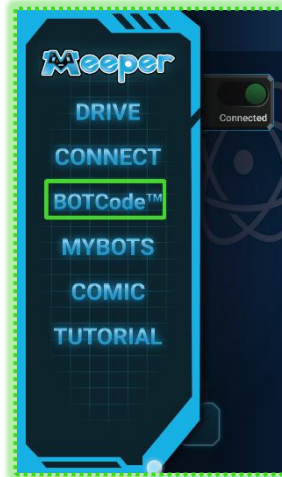 Meeper
DRIVE
Connected
CONNECT
BOTCode™
MYBOTS
COMIC
TUTORIAL